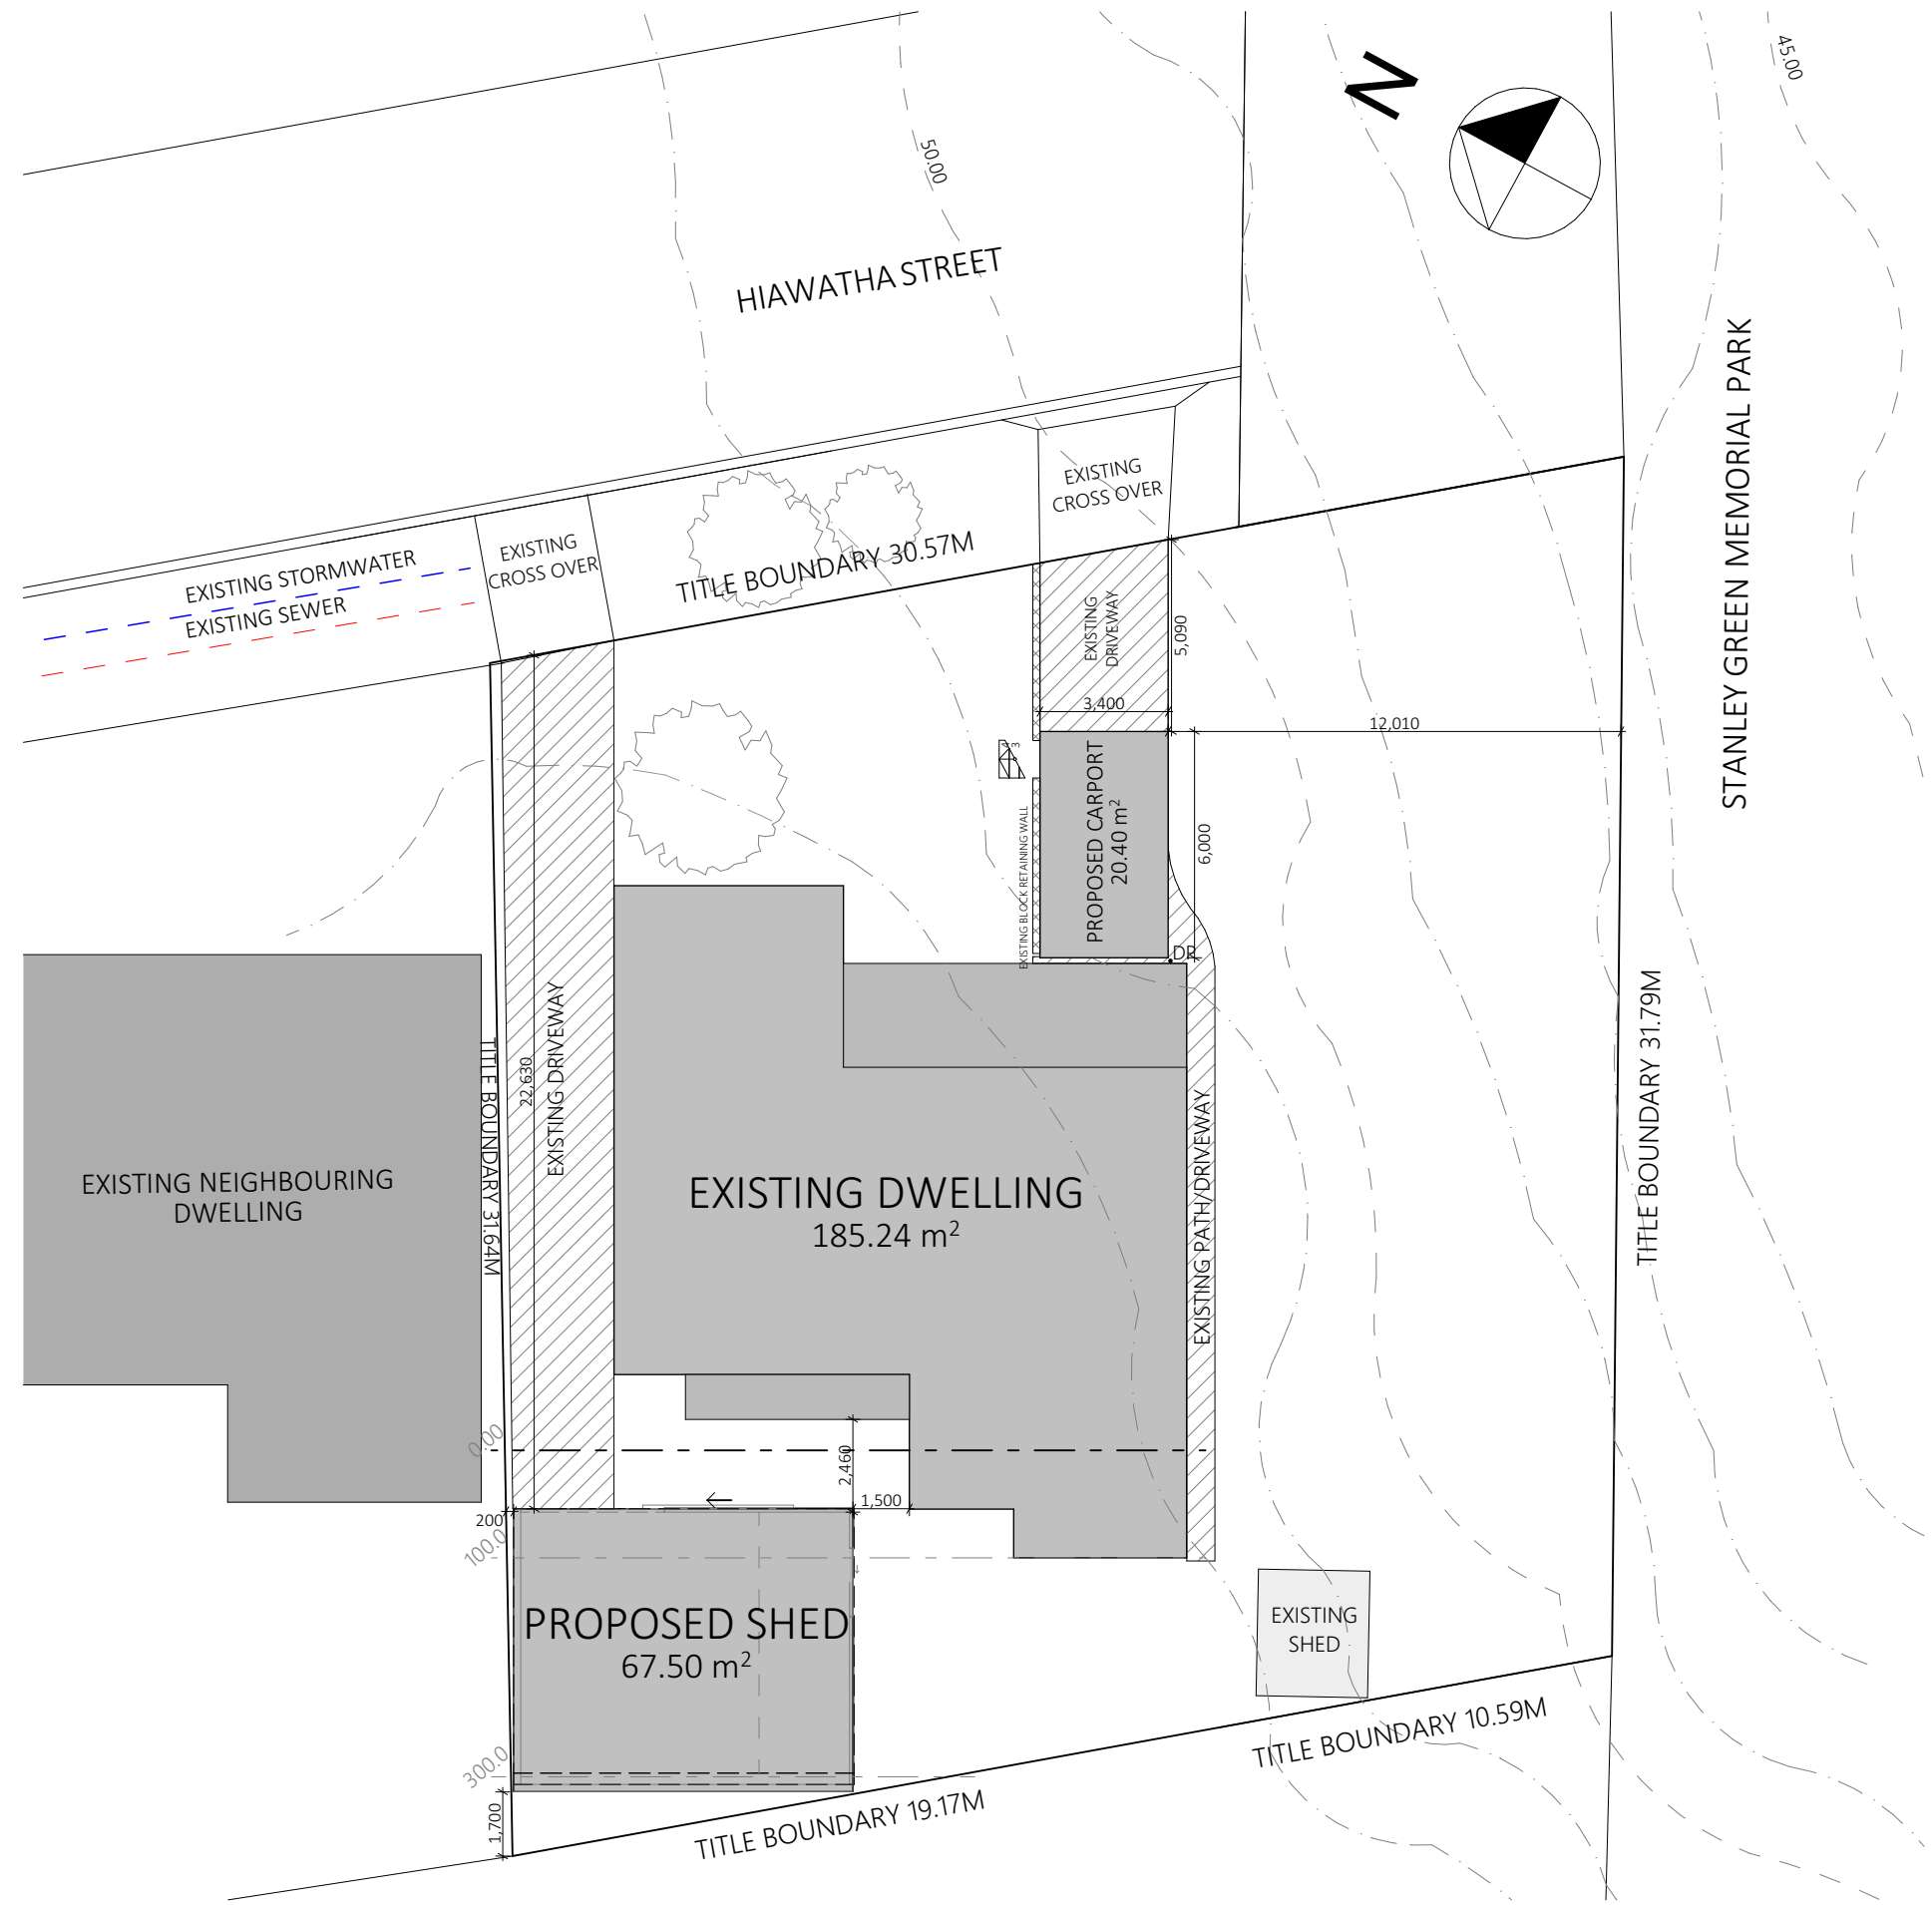 N
45.00
50.00
HIAWATHA STREET
STANLEY GREEN MEMORIAL PARK
EXISTING
CROSS OVER
EXISTING STORMWATER
EXISTING SEWER
EXISTING
CROSS OVER
TITLE BOUNDARY 30.57M
EXISTING
DRIVEWAY
5,090
3,400
12,010
3
PROPOSED CARPORT
20.40 m²
6,000
EXISTING BLOCK RETAINING WALL
DP
EXISTING DRIVEWAY
22,630
TITLE BOUNDARY 31.64M
TITLE BOUNDARY 31.79M
EXISTING NEIGHBOURING
DWELLING
EXISTING DWELLING
185.24 m²
EXISTING PATH/DRIVEWAY
0.00
2,460
1,500
200
100.0
PROPOSED SHED
67.50 m²
EXISTING
SHED
300.0
1,700
TITLE BOUNDARY 19.17M
TITLE BOUNDARY 10.59M